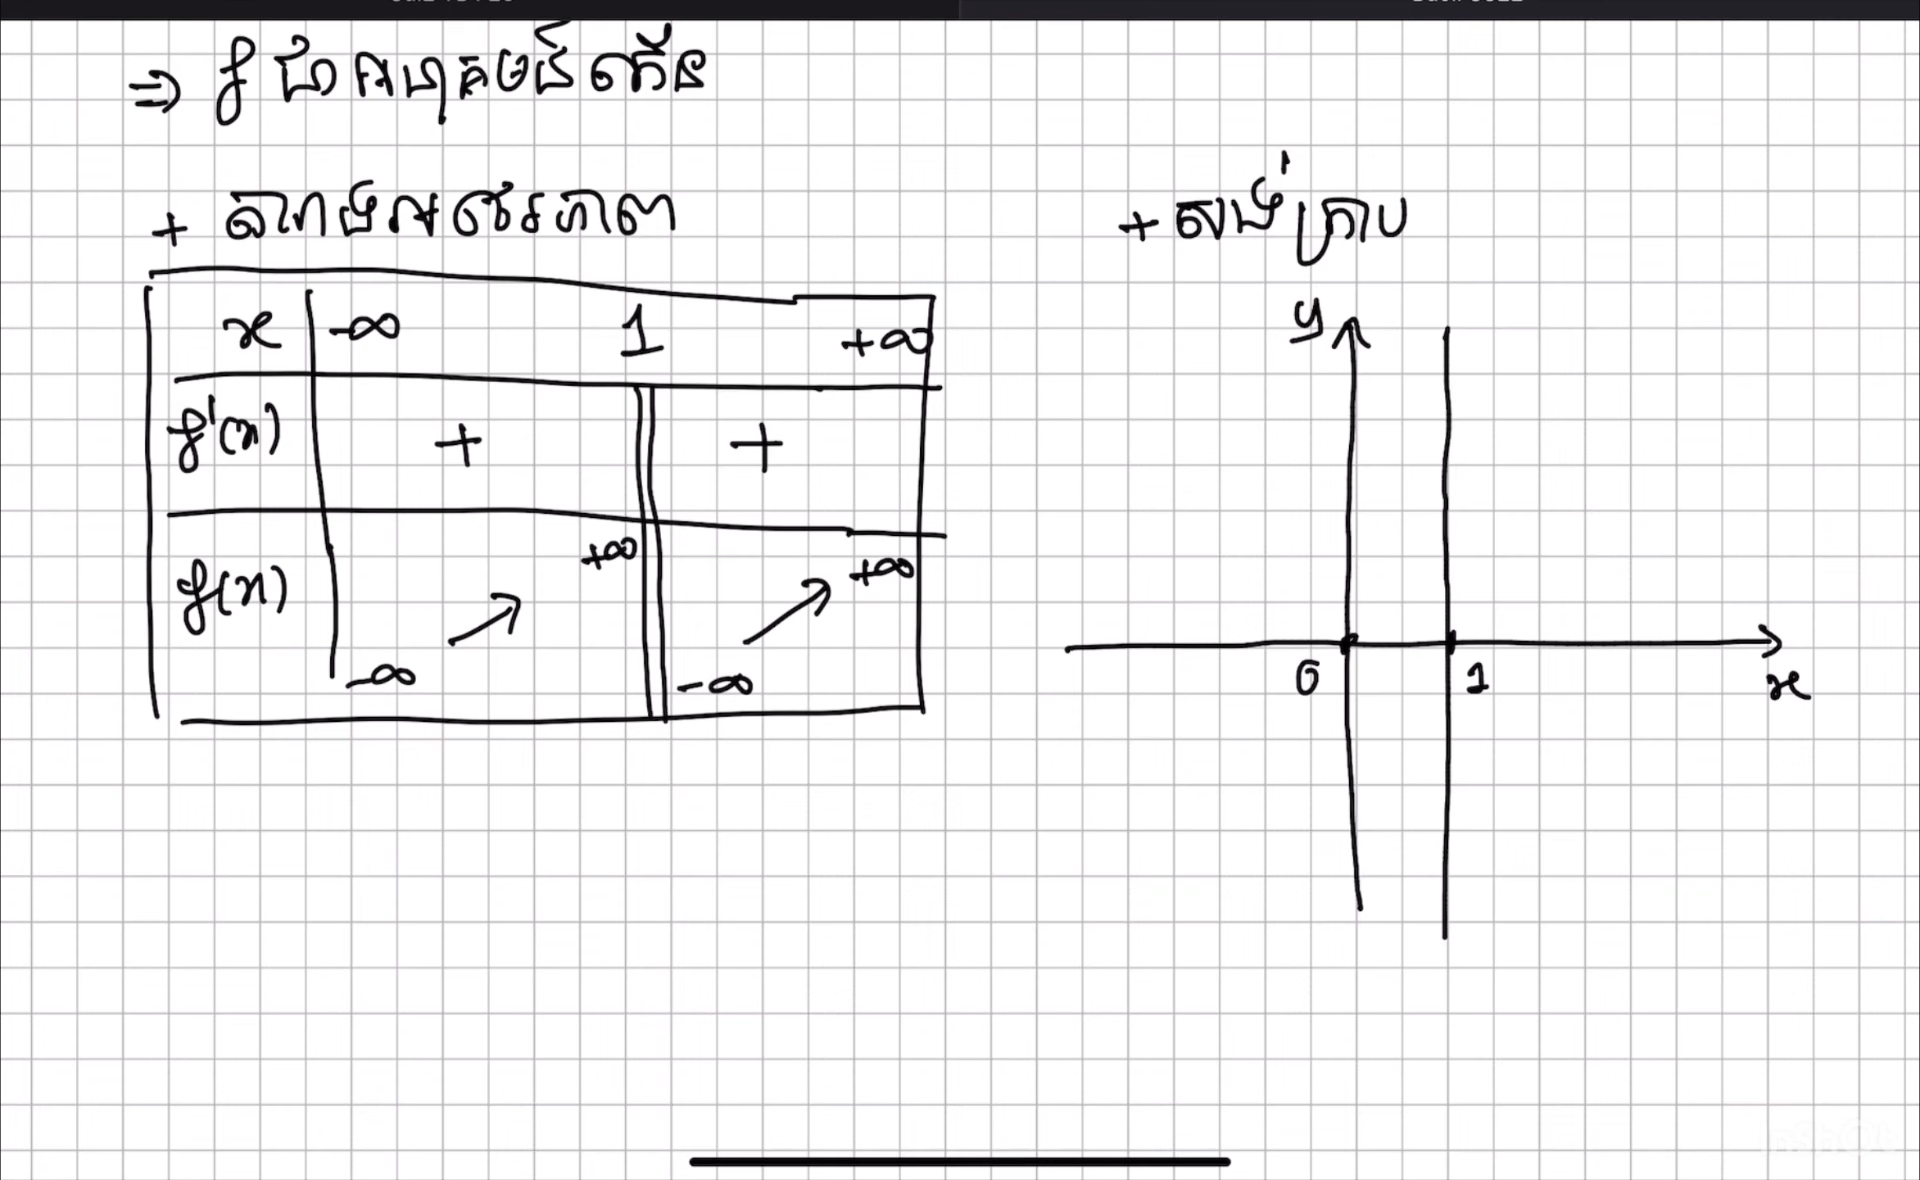 ⇒ f ជាអនុគមន៍កើន
+ តារាងអថេរភាព
x -∞ 1 +∞
f'(x) + +
f(x) -∞ +∞ -∞ +∞
+ សង់ក្រាប
y
0 1 x